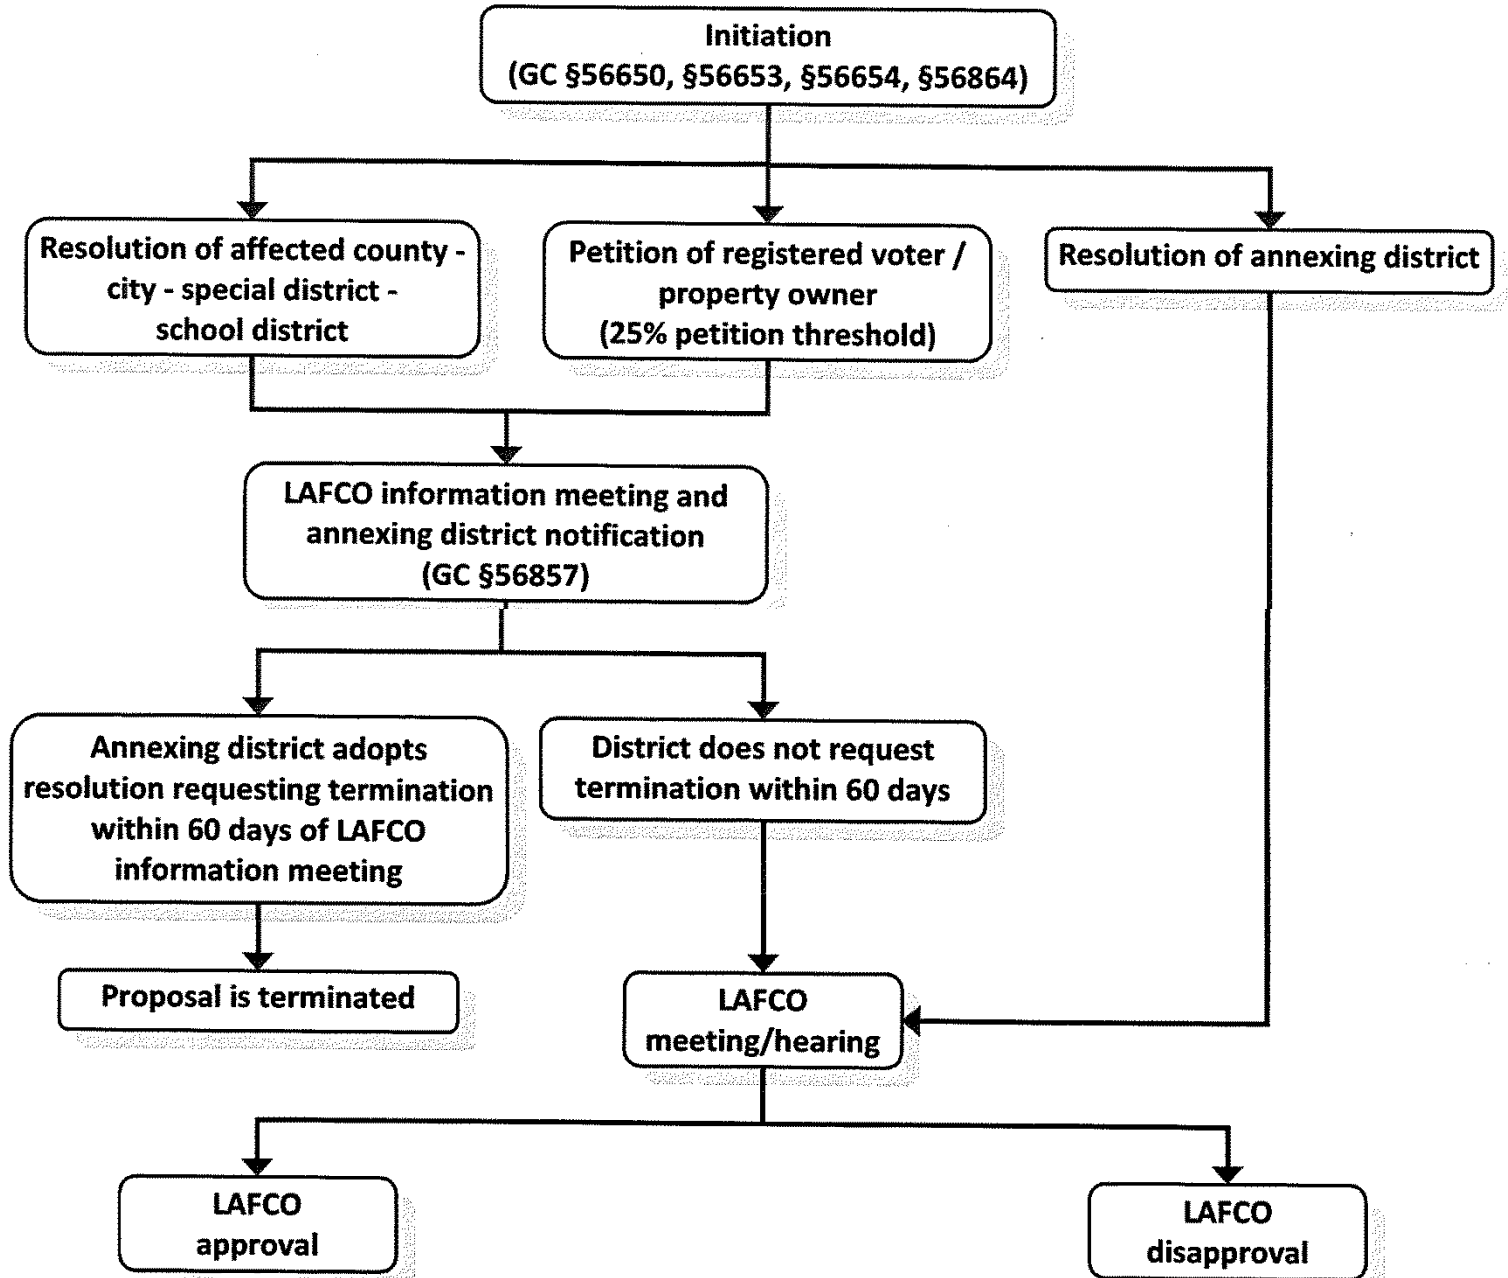 Initiation
(GC §56650, §56653, §56654, §56864)
Resolution of affected county -
city - special district -
school district
Petition of registered voter /
property owner
(25% petition threshold)
Resolution of annexing district
LAFCO information meeting and
annexing district notification
(GC §56857)
Annexing district adopts
resolution requesting termination
within 60 days of LAFCO
information meeting
District does not request
termination within 60 days
Proposal is terminated
LAFCO
meeting/hearing
LAFCO
approval
LAFCO
disapproval